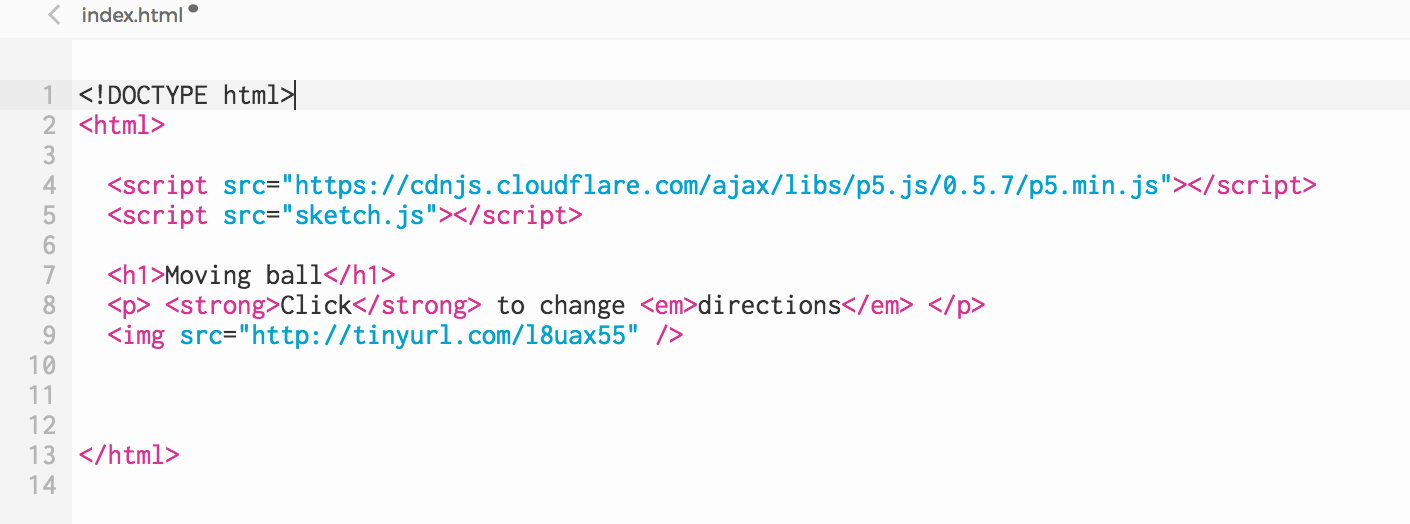 index.html
1 <!DOCTYPE html>
2 <html>
3
4 <script src="https://cdnjs.cloudflare.com/ajax/libs/p5.js/0.5.7/p5.min.js"></script>
5 <script src="sketch.js"></script>
6
7 <h1>Moving ball</h1>
8 <p> <strong>Click</strong> to change <em>directions</em> </p>
9 <img src="http://tinyurl.com/l8uax55" />
10
11
12
13 </html>
14